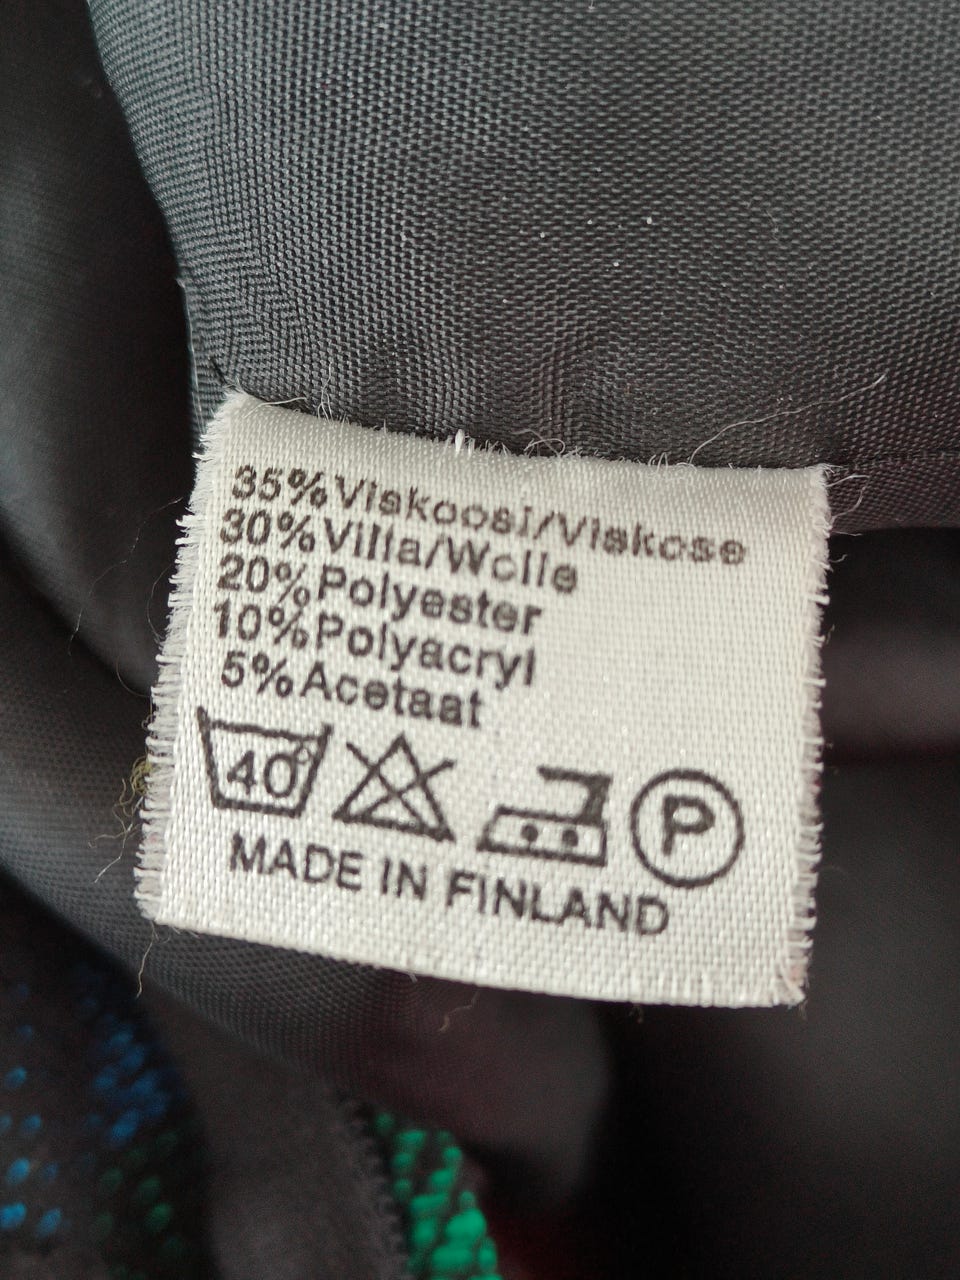 35% Viskoosi/Viskose
30% Villa/Wolle
20% Polyester
10% Polyacryl
5% Acetaat
40° P
MADE IN FINLAND